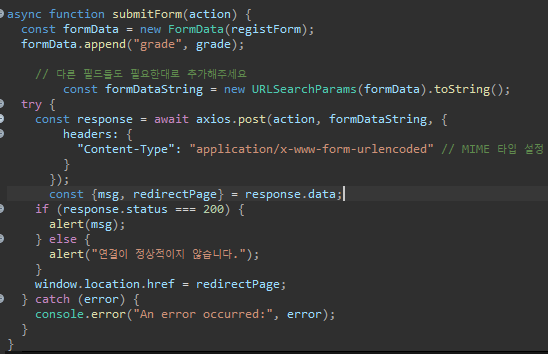 async function submitForm(action) {
  const formData = new FormData(registForm);
  formData.append("grade", grade);
    // 다른 필드들도 필요한대로 추가해주세요
        const formDataString = new URLSearchParams(formData).toString();
  try {
    const response = await axios.post(action, formDataString, {
        headers: {
          "Content-Type": "application/x-www-form-urlencoded" // MIME 타입 설정
        }
      });
      const {msg, redirectPage} = response.data;
    if (response.status === 200) {
      alert(msg);
    } else {
      alert("연결이 정상적이지 않습니다.");
    }
    window.location.href = redirectPage;
  } catch (error) {
    console.error("An error occurred:", error);
  }
}